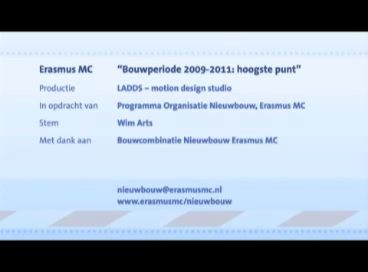 Erasmus MC "Bouwperiode 2009-2011: hoogste punt"
Productie LADDS – motion design studio
In opdracht van Programma Organisatie Nieuwbouw, Erasmus MC
Stem Wim Arts
Met dank aan Bouwcombinatie Nieuwbouw Erasmus MC
nieuwbouw@erasmusmc.nl
www.erasmusmc/nieuwbouw